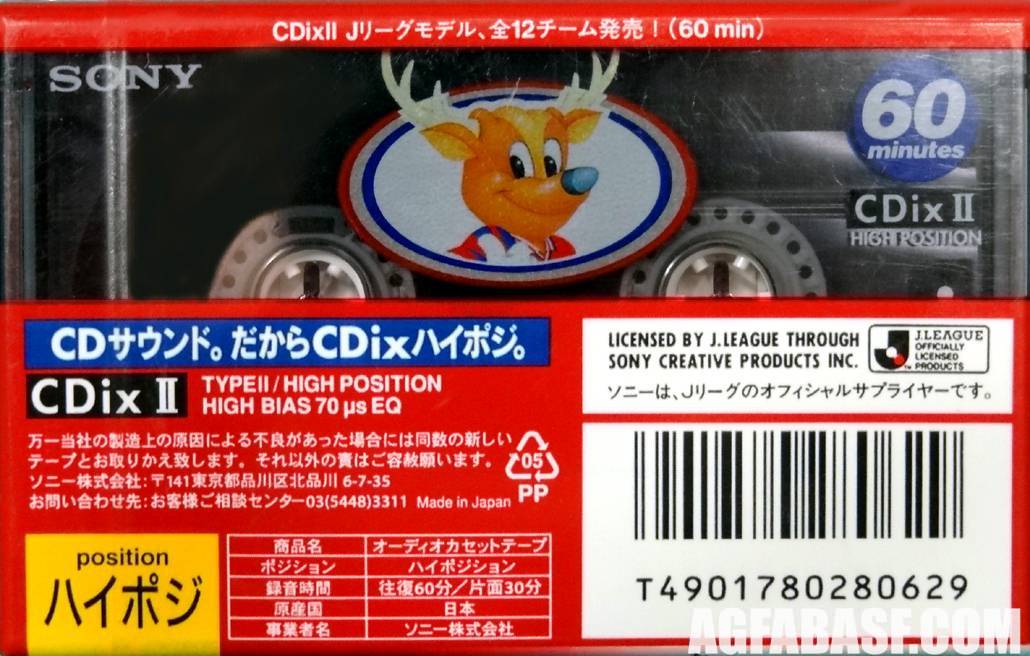 CDixII Jリーグモデル、全12チーム発売！(60 min)
SONY
60
minutes
CDix II
HIGH POSITION
CDサウンド。だからCDixハイポジ。
CDix II
TYPEII/HIGH POSITION
HIGH BIAS 70 µs EQ
万一当社の製造上の原因による不良があった場合には同数の新しい
テープとお取りかえ致します。それ以外の責はご容赦願います。
ソニー株式会社：〒141東京都品川区北品川 6-7-35
お問い合わせ先：お客様ご相談センター03(5448)3311 Made in Japan
05
PP
LICENSED BY J.LEAGUE THROUGH
SONY CREATIVE PRODUCTS INC.
J.LEAGUE
OFFICIALLY
LICENSED
PRODUCTS
ソニーは、Jリーグのオフィシャルサプライヤーです。
position
ハイポジ
商品名 オーディオカセットテープ
ポジション ハイポジション
録音時間 往復60分／片面30分
原産国 日本
事業者名 ソニー株式会社
T4901780280629
AGFABASE.COM